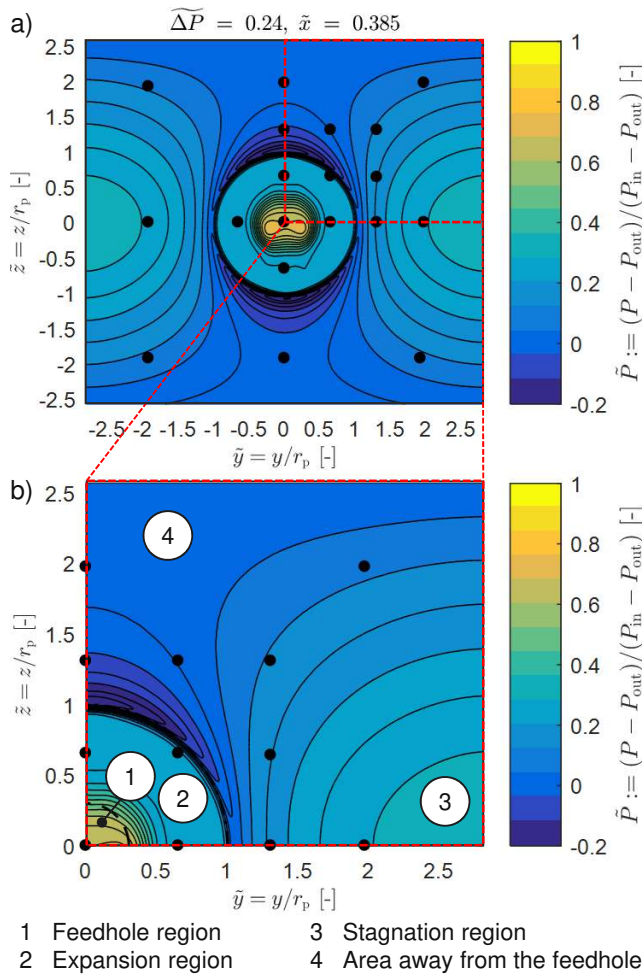 $\widetilde{\Delta P}$ = 0.24, x̃ = 0.385
a)
2.5
2
1.5
1
0.5
0
-0.5
-1
-1.5
-2
-2.5
z̃ = z/r_p [-]
-2.5 -2 -1.5 -1 -0.5 0 0.5 1 1.5 2 2.5
ỹ = y/r_p [-]
1
0.8
0.6
0.4
0.2
0
-0.2
P̃ := (P − P_out)/(P_in − P_out) [-]
b)
2.5
2
1.5
1
0.5
0
z̃ = z/r_p [-]
4
1
2
3
0 0.5 1 1.5 2 2.5
ỹ = y/r_p [-]
1
0.8
0.6
0.4
0.2
0
-0.2
P̃ := (P − P_out)/(P_in − P_out) [-]
1 Feedhole region
2 Expansion region
3 Stagnation region
4 Area away from the feedhole